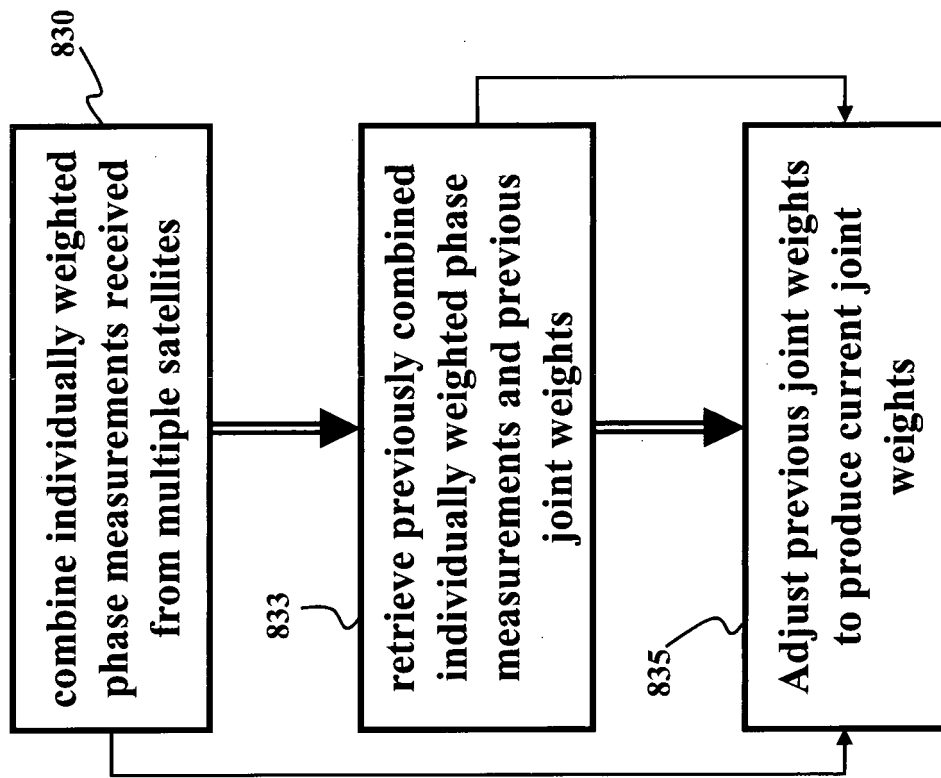 830
combine individually weighted
phase measurements received
from multiple satellites
833
retrieve previously combined
individually weighted phase
measurements and previous
joint weights
835
Adjust previous joint weights
to produce current joint
weights